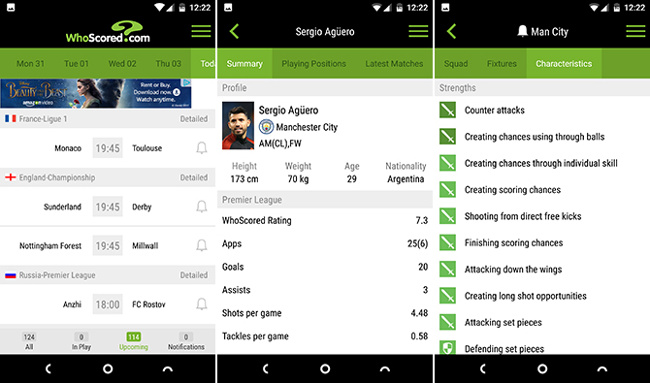 12:22
WhoScored.com
Mon 31 Tue 01 Wed 02 Thu 03 Toda
BEAUTY AND THE BEAST
amazon video
Rent or Buy.
Download now.
Watch anytime.
France-Ligue 1 Detailed
Monaco 19:45 Toulouse
England-Championship Detailed
Sunderland 19:45 Derby
Nottingham Forest 19:45 Millwall
Russia-Premier League Detailed
Anzhi 18:00 FC Rostov
124 0 114 0
All In Play Upcoming Notifications
12:22
Sergio Agüero
Summary Playing Positions Latest Matches
Profile
Sergio Agüero
Manchester City
AM(CL),FW
Height Weight Age Nationality
173 cm 70 kg 29 Argentina
Premier League
WhoScored Rating 7.3
Apps 25(6)
Goals 20
Assists 3
Shots per game 4.48
Tackles per game 0.58
12:22
Man City
Squad Fixtures Characteristics
Strengths
Counter attacks
Creating chances using through balls
Creating chances through individual skill
Creating scoring chances
Shooting from direct free kicks
Finishing scoring chances
Attacking down the wings
Creating long shot opportunities
Attacking set pieces
Defending set pieces